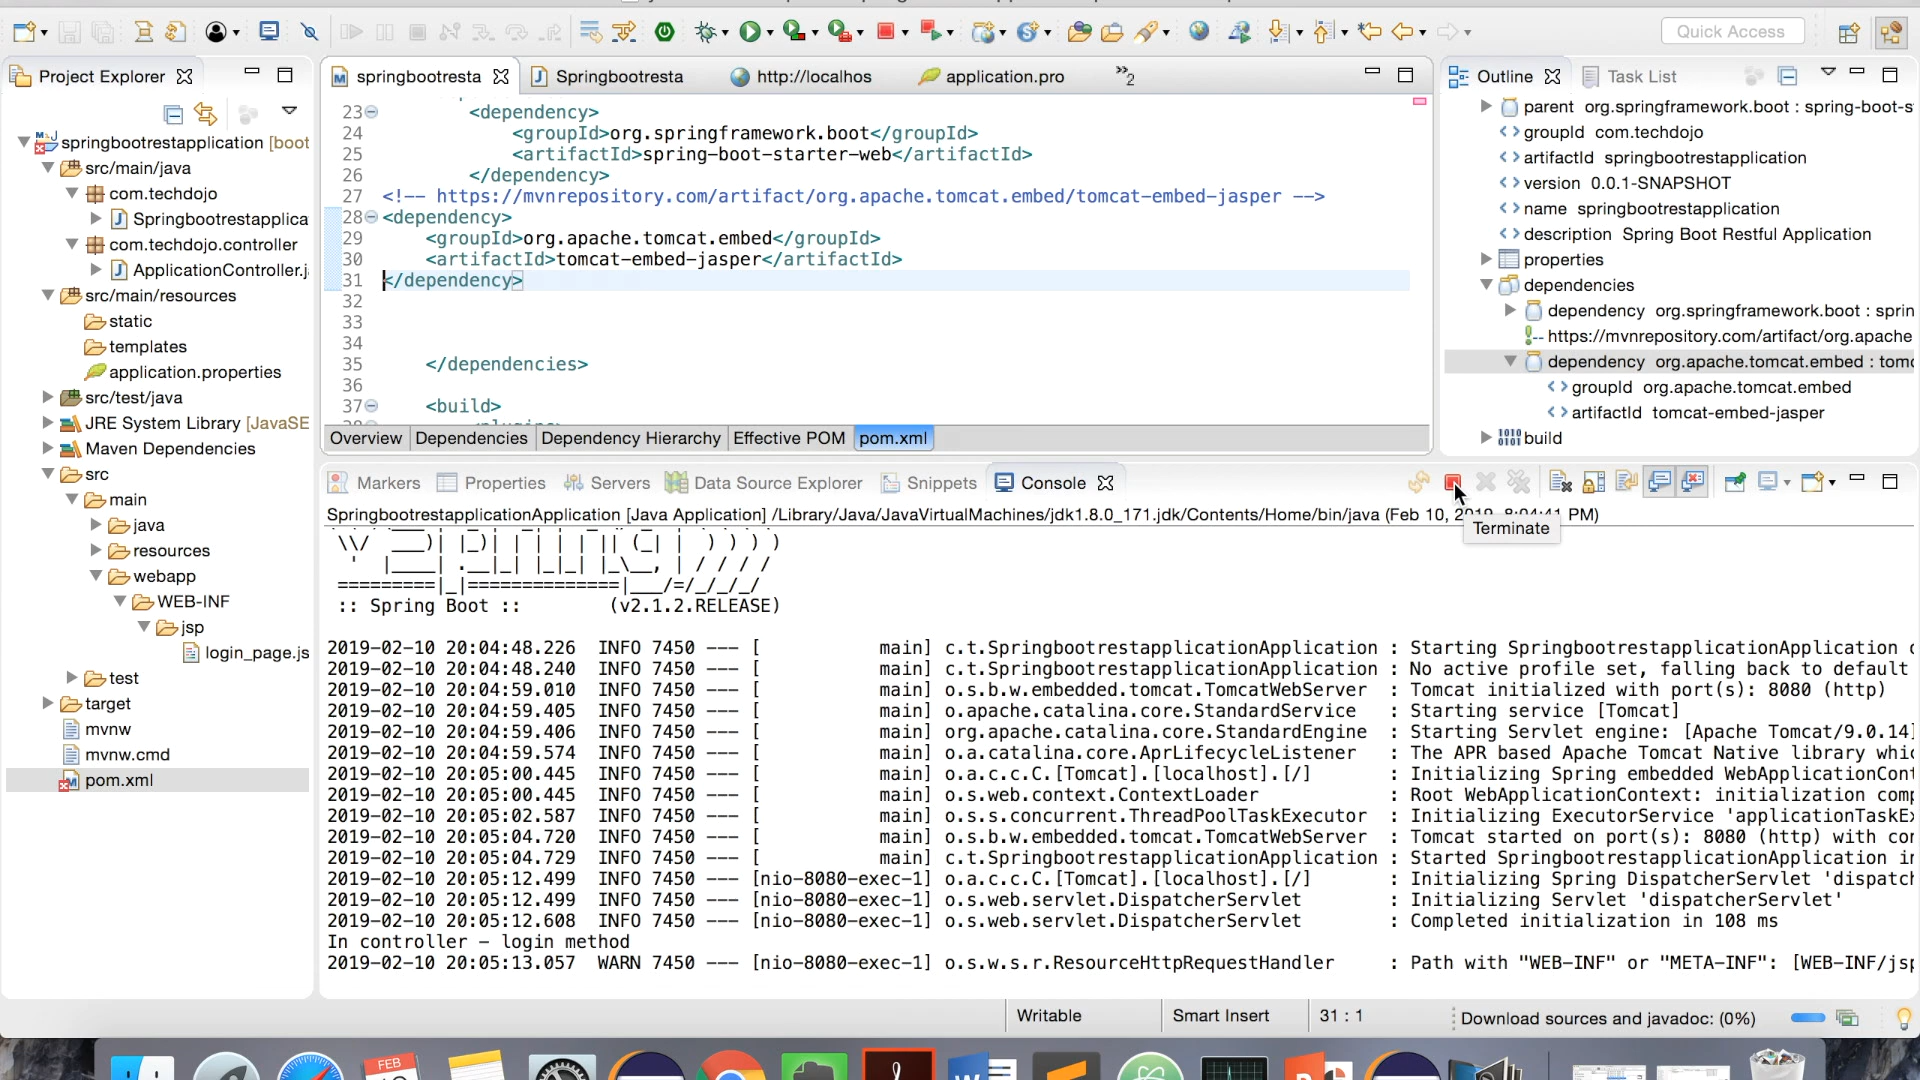 Quick Access
Project Explorer
springbootrestapplication [boot
src/main/java
com.techdojo
Springbootrestapplica
com.techdojo.controller
ApplicationController.j
src/main/resources
static
templates
application.properties
src/test/java
JRE System Library [JavaSE
Maven Dependencies
src
main
java
resources
webapp
WEB-INF
jsp
login_page.js
test
target
mvnw
mvnw.cmd
pom.xml
springbootresta
Springbootresta
http://localhos
application.pro
»2
23 <dependency>
24 <groupId>org.springframework.boot</groupId>
25 <artifactId>spring-boot-starter-web</artifactId>
26 </dependency>
27 <!-- https://mvnrepository.com/artifact/org.apache.tomcat.embed/tomcat-embed-jasper -->
28 <dependency>
29 <groupId>org.apache.tomcat.embed</groupId>
30 <artifactId>tomcat-embed-jasper</artifactId>
31 </dependency>
32
33
34
35 </dependencies>
36
37 <build>
Overview
Dependencies
Dependency Hierarchy
Effective POM
pom.xml
Outline
Task List
parent org.springframework.boot : spring-boot-s
groupId com.techdojo
artifactId springbootrestapplication
version 0.0.1-SNAPSHOT
name springbootrestapplication
description Spring Boot Restful Application
properties
dependencies
dependency org.springframework.boot : sprin
https://mvnrepository.com/artifact/org.apache
dependency org.apache.tomcat.embed : tomc
groupId org.apache.tomcat.embed
artifactId tomcat-embed-jasper
build
Markers
Properties
Servers
Data Source Explorer
Snippets
Console
SpringbootrestapplicationApplication [Java Application] /Library/Java/JavaVirtualMachines/jdk1.8.0_171.jdk/Contents/Home/bin/java (Feb 10, 2019, 8:04:41 PM)
Terminate
:: Spring Boot :: (v2.1.2.RELEASE)
2019-02-10 20:04:48.226 INFO 7450 --- [ main] c.t.SpringbootrestapplicationApplication : Starting SpringbootrestapplicationApplication o
2019-02-10 20:04:48.240 INFO 7450 --- [ main] c.t.SpringbootrestapplicationApplication : No active profile set, falling back to default
2019-02-10 20:04:59.010 INFO 7450 --- [ main] o.s.b.w.embedded.tomcat.TomcatWebServer : Tomcat initialized with port(s): 8080 (http)
2019-02-10 20:04:59.405 INFO 7450 --- [ main] o.apache.catalina.core.StandardService : Starting service [Tomcat]
2019-02-10 20:04:59.406 INFO 7450 --- [ main] org.apache.catalina.core.StandardEngine : Starting Servlet engine: [Apache Tomcat/9.0.14]
2019-02-10 20:04:59.574 INFO 7450 --- [ main] o.a.catalina.core.AprLifecycleListener : The APR based Apache Tomcat Native library whic
2019-02-10 20:05:00.445 INFO 7450 --- [ main] o.a.c.c.C.[Tomcat].[localhost].[/] : Initializing Spring embedded WebApplicationCont
2019-02-10 20:05:00.445 INFO 7450 --- [ main] o.s.web.context.ContextLoader : Root WebApplicationContext: initialization comp
2019-02-10 20:05:02.587 INFO 7450 --- [ main] o.s.s.concurrent.ThreadPoolTaskExecutor : Initializing ExecutorService 'applicationTaskEx
2019-02-10 20:05:04.720 INFO 7450 --- [ main] o.s.b.w.embedded.tomcat.TomcatWebServer : Tomcat started on port(s): 8080 (http) with con
2019-02-10 20:05:04.729 INFO 7450 --- [ main] c.t.SpringbootrestapplicationApplication : Started SpringbootrestapplicationApplication in
2019-02-10 20:05:12.499 INFO 7450 --- [nio-8080-exec-1] o.a.c.c.C.[Tomcat].[localhost].[/] : Initializing Spring DispatcherServlet 'dispatch
2019-02-10 20:05:12.499 INFO 7450 --- [nio-8080-exec-1] o.s.web.servlet.DispatcherServlet : Initializing Servlet 'dispatcherServlet'
2019-02-10 20:05:12.608 INFO 7450 --- [nio-8080-exec-1] o.s.web.servlet.DispatcherServlet : Completed initialization in 108 ms
In controller - login method
2019-02-10 20:05:13.057 WARN 7450 --- [nio-8080-exec-1] o.s.w.s.r.ResourceHttpRequestHandler : Path with "WEB-INF" or "META-INF": [WEB-INF/jsp
Writable
Smart Insert
31 : 1
Download sources and javadoc: (0%)
FEB